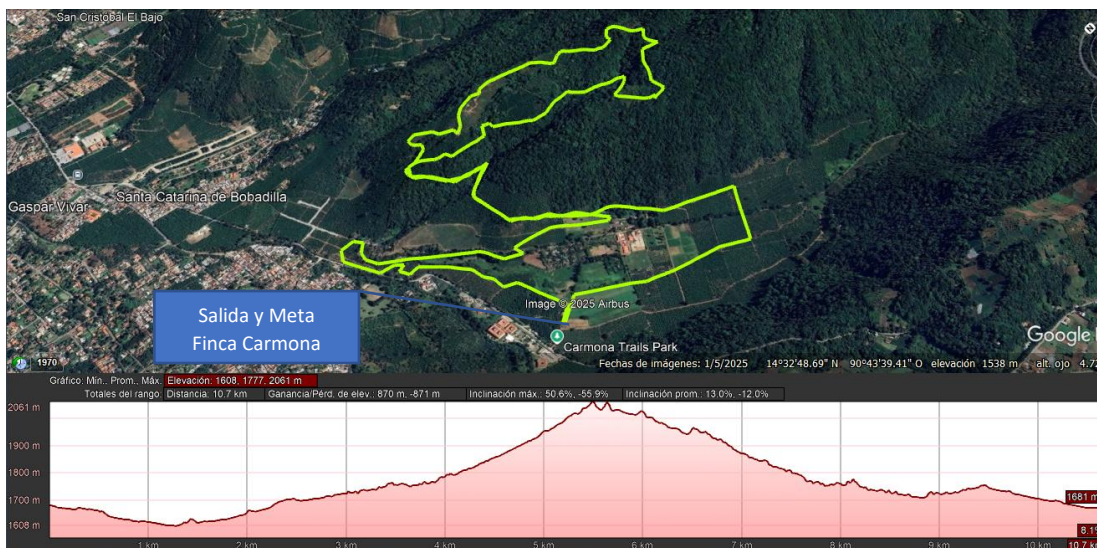 San Cristobal El Bajo
Santa Catarina de Bobadilla
Gaspar Vivar
Image © 2025 Airbus
Salida y Meta
Finca Carmona
Carmona Trails Park
Google
1970
Fechas de imágenes: 1/5/2025 14°32'48.69" N 90°43'39.41" O elevación 1538 m alt. ojo 4.72
Gráfico: Mín., Prom., Máx. Elevación: 1608, 1777, 2061 m
Totales del rango: Distancia: 10.7 km Ganancia/Pérd. de elev.: 870 m, -871 m Inclinación máx.: 50.6%, -55.9% Inclinación prom.: 13.0%, -12.0%
2061 m
1900 m
1800 m
1700 m
1681 m
1608 m
8.1%
1 km 2 km 3 km 4 km 5 km 6 km 7 km 8 km 9 km 10 km 10.7 km